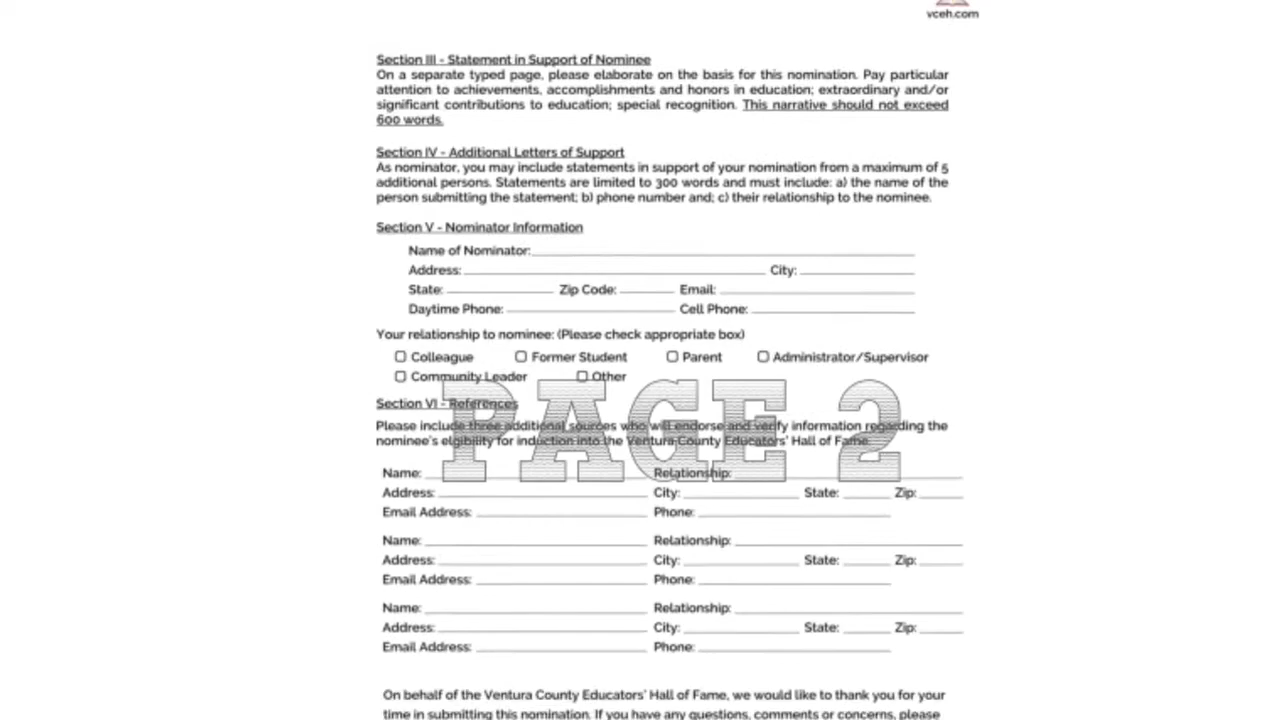 vceh.com
Section III - Statement in Support of Nominee
On a separate typed page, please elaborate on the basis for this nomination. Pay particular
attention to achievements, accomplishments and honors in education; extraordinary and/or
significant contributions to education; special recognition. This narrative should not exceed
600 words.
Section IV - Additional Letters of Support
As nominator, you may include statements in support of your nomination from a maximum of 5
additional persons. Statements are limited to 300 words and must include: a) the name of the
person submitting the statement; b) phone number and; c) their relationship to the nominee.
Section V - Nominator Information
Name of Nominator:
Address: City:
State: Zip Code: Email:
Daytime Phone: Cell Phone:
Your relationship to nominee: (Please check appropriate box)
Colleague Former Student Parent Administrator/Supervisor
Community Leader Other
PAGE 2
Section VI - References
Please include three additional sources who will endorse and verify information regarding the
nominee's elgibility for induction into the Ventura County Educators' Hall of Fame.
Name: Relationship:
Address: City: State: Zip:
Email Address: Phone:
Name: Relationship:
Address: City: State: Zip:
Email Address: Phone:
Name: Relationship:
Address: City: State: Zip:
Email Address: Phone:
On behalf of the Ventura County Educators' Hall of Fame, we would like to thank you for your
time in submitting this nomination. If you have any questions, comments or concerns, please